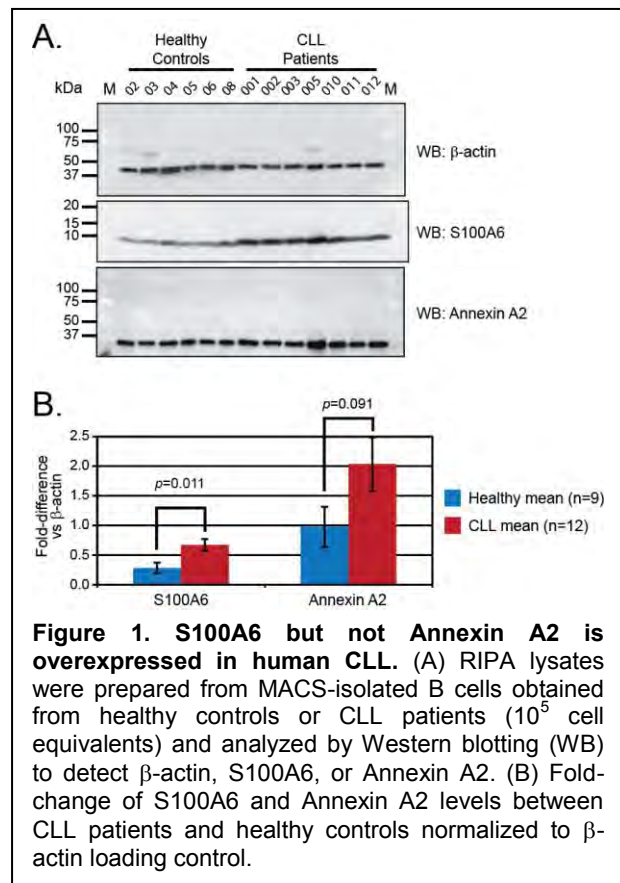 A.
Healthy Controls
CLL Patients
kDa M 02 03 04 05 06 08 001 002 003 005 010 011 012 M
100
75
50
37
WB: β-actin
20
15
10
WB: S100A6
100
75
50
37
WB: Annexin A2
B.
p=0.091
p=0.011
Fold-difference
vs β-actin
2.5
2.0
1.5
1.0
0.5
0.0
S100A6
Annexin A2
Healthy mean (n=9)
CLL mean (n=12)
Figure 1. S100A6 but not Annexin A2 is
overexpressed in human CLL. (A) RIPA lysates
were prepared from MACS-isolated B cells obtained
from healthy controls or CLL patients (10⁵ cell
equivalents) and analyzed by Western blotting (WB)
to detect β-actin, S100A6, or Annexin A2. (B) Fold-
change of S100A6 and Annexin A2 levels between
CLL patients and healthy controls normalized to β-
actin loading control.